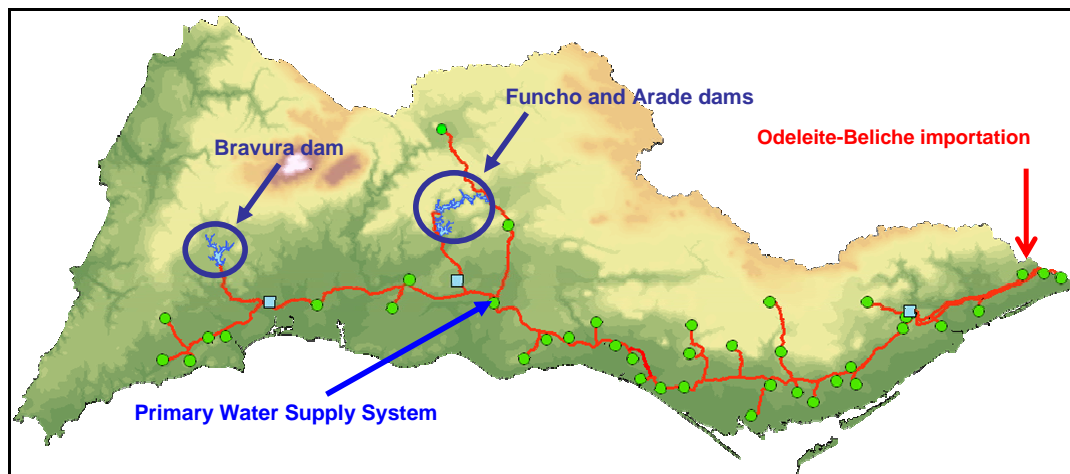 Funcho and Arade dams
Odeleite-Beliche importation
Bravura dam
Primary Water Supply System